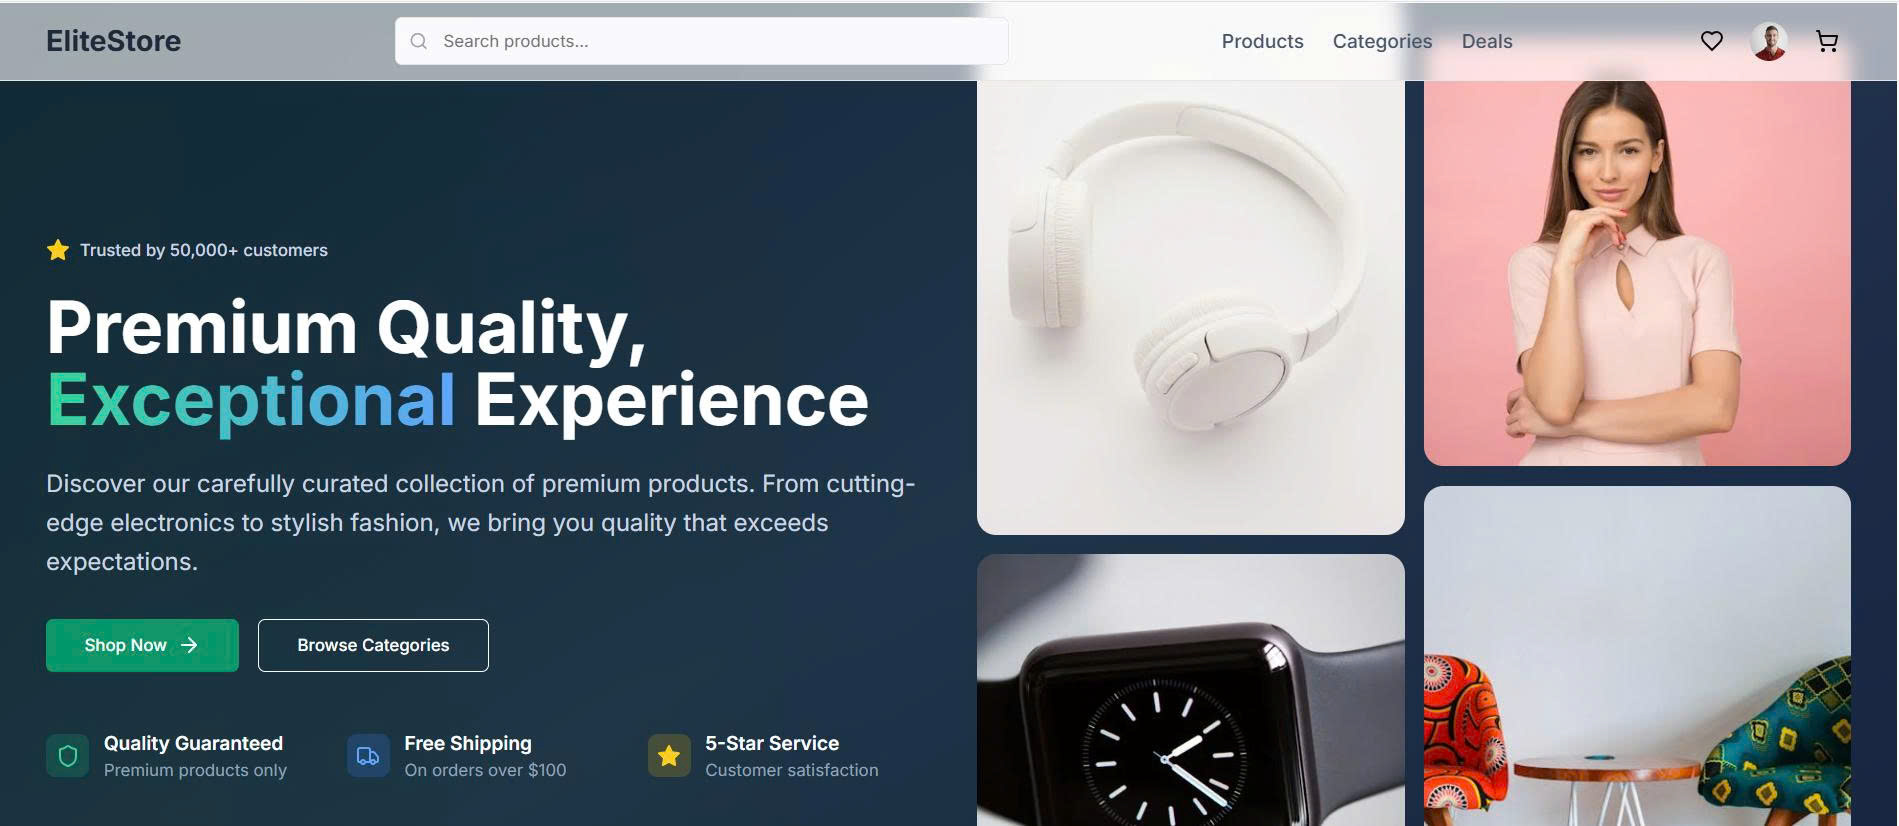 EliteStore
Search products...
Products
Categories
Deals
Trusted by 50,000+ customers
Premium Quality,
Exceptional Experience
Discover our carefully curated collection of premium products. From cutting-
edge electronics to stylish fashion, we bring you quality that exceeds
expectations.
Shop Now
Browse Categories
Quality Guaranteed
Premium products only
Free Shipping
On orders over $100
5-Star Service
Customer satisfaction